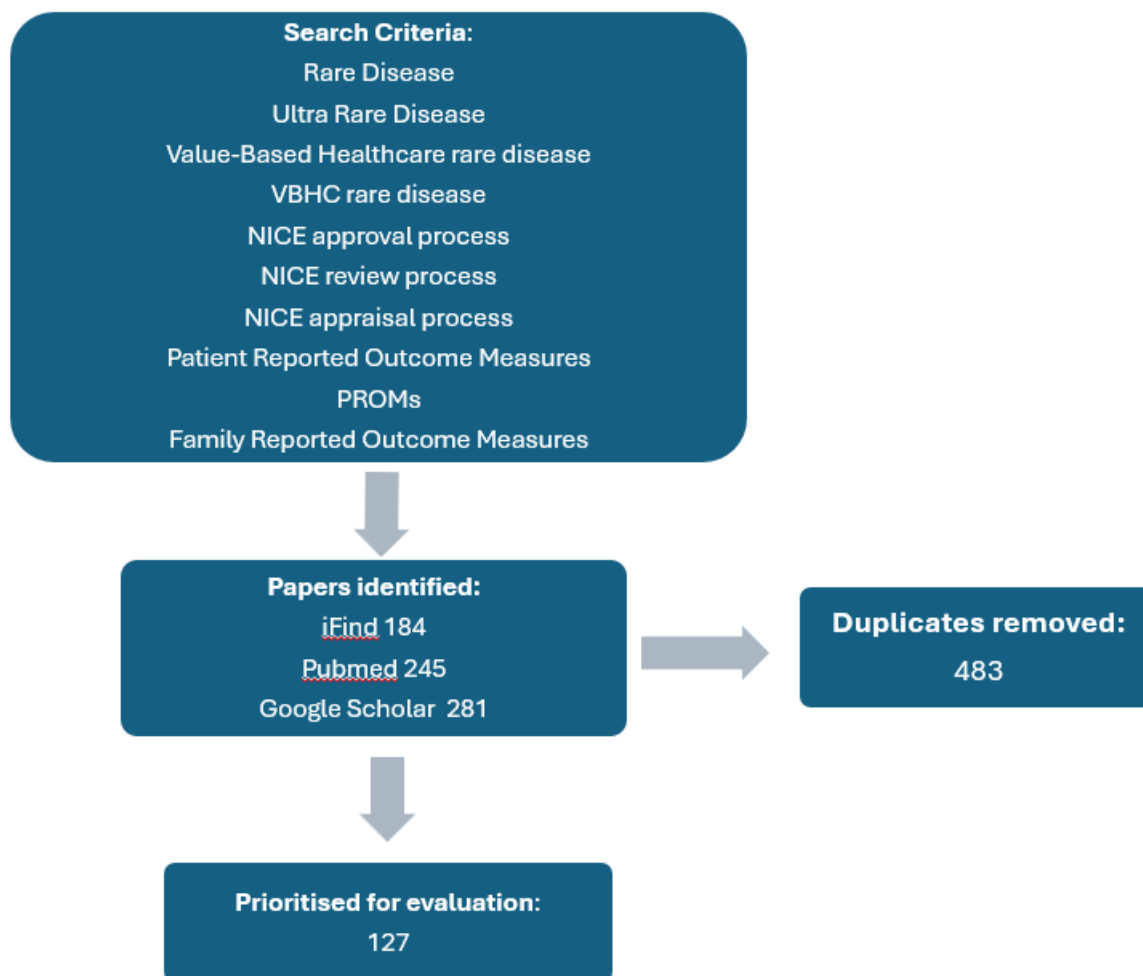 Search Criteria:
Rare Disease
Ultra Rare Disease
Value-Based Healthcare rare disease
VBHC rare disease
NICE approval process
NICE review process
NICE appraisal process
Patient Reported Outcome Measures
PROMs
Family Reported Outcome Measures
Papers identified:
iFind 184
Pubmed 245
Google Scholar 281
Duplicates removed:
483
Prioritised for evaluation:
127